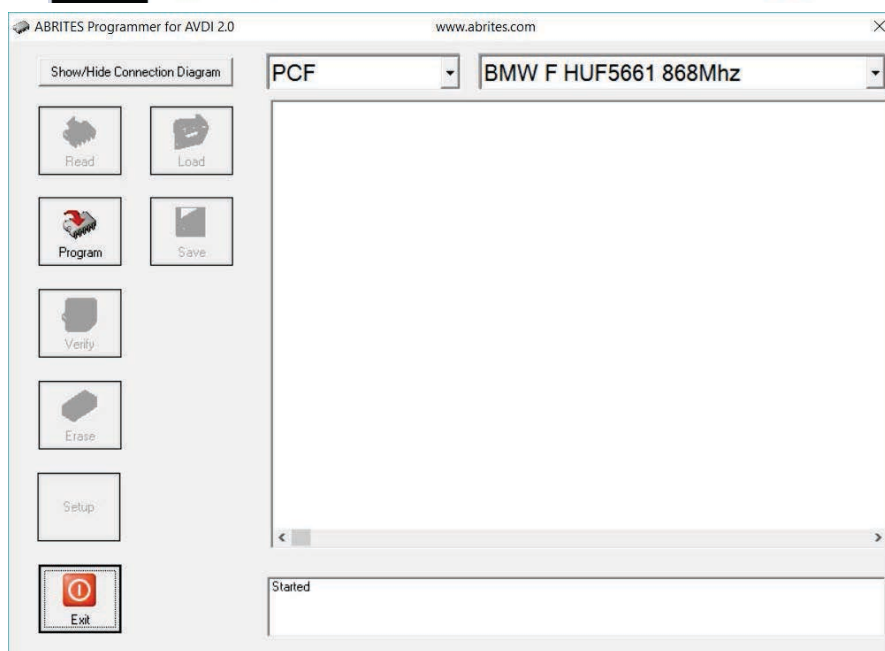 ABRITES Programmer for AVDI 2.0 www.abrites.com
Show/Hide Connection Diagram PCF BMW F HUF5661 868Mhz
Read Load
Program Save
Verify
Erase
Setup
Started
Exit